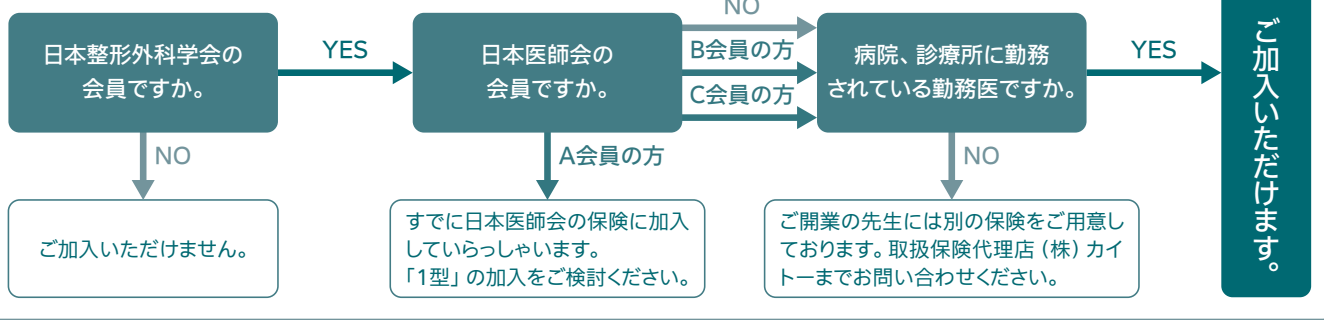 日本整形外科学会の
会員ですか。
YES
NO
ご加入いただけません。
日本医師会の
会員ですか。
NO
B会員の方
C会員の方
A会員の方
すでに日本医師会の保険に加入
していらっしゃいます。
「1型」の加入をご検討ください。
病院、診療所に勤務
されている勤務医ですか。
YES
NO
ご開業の先生には別の保険をご用意し
ております。取扱保険代理店（株）カイ
トーまでお問い合わせください。
ご加入いただけます。